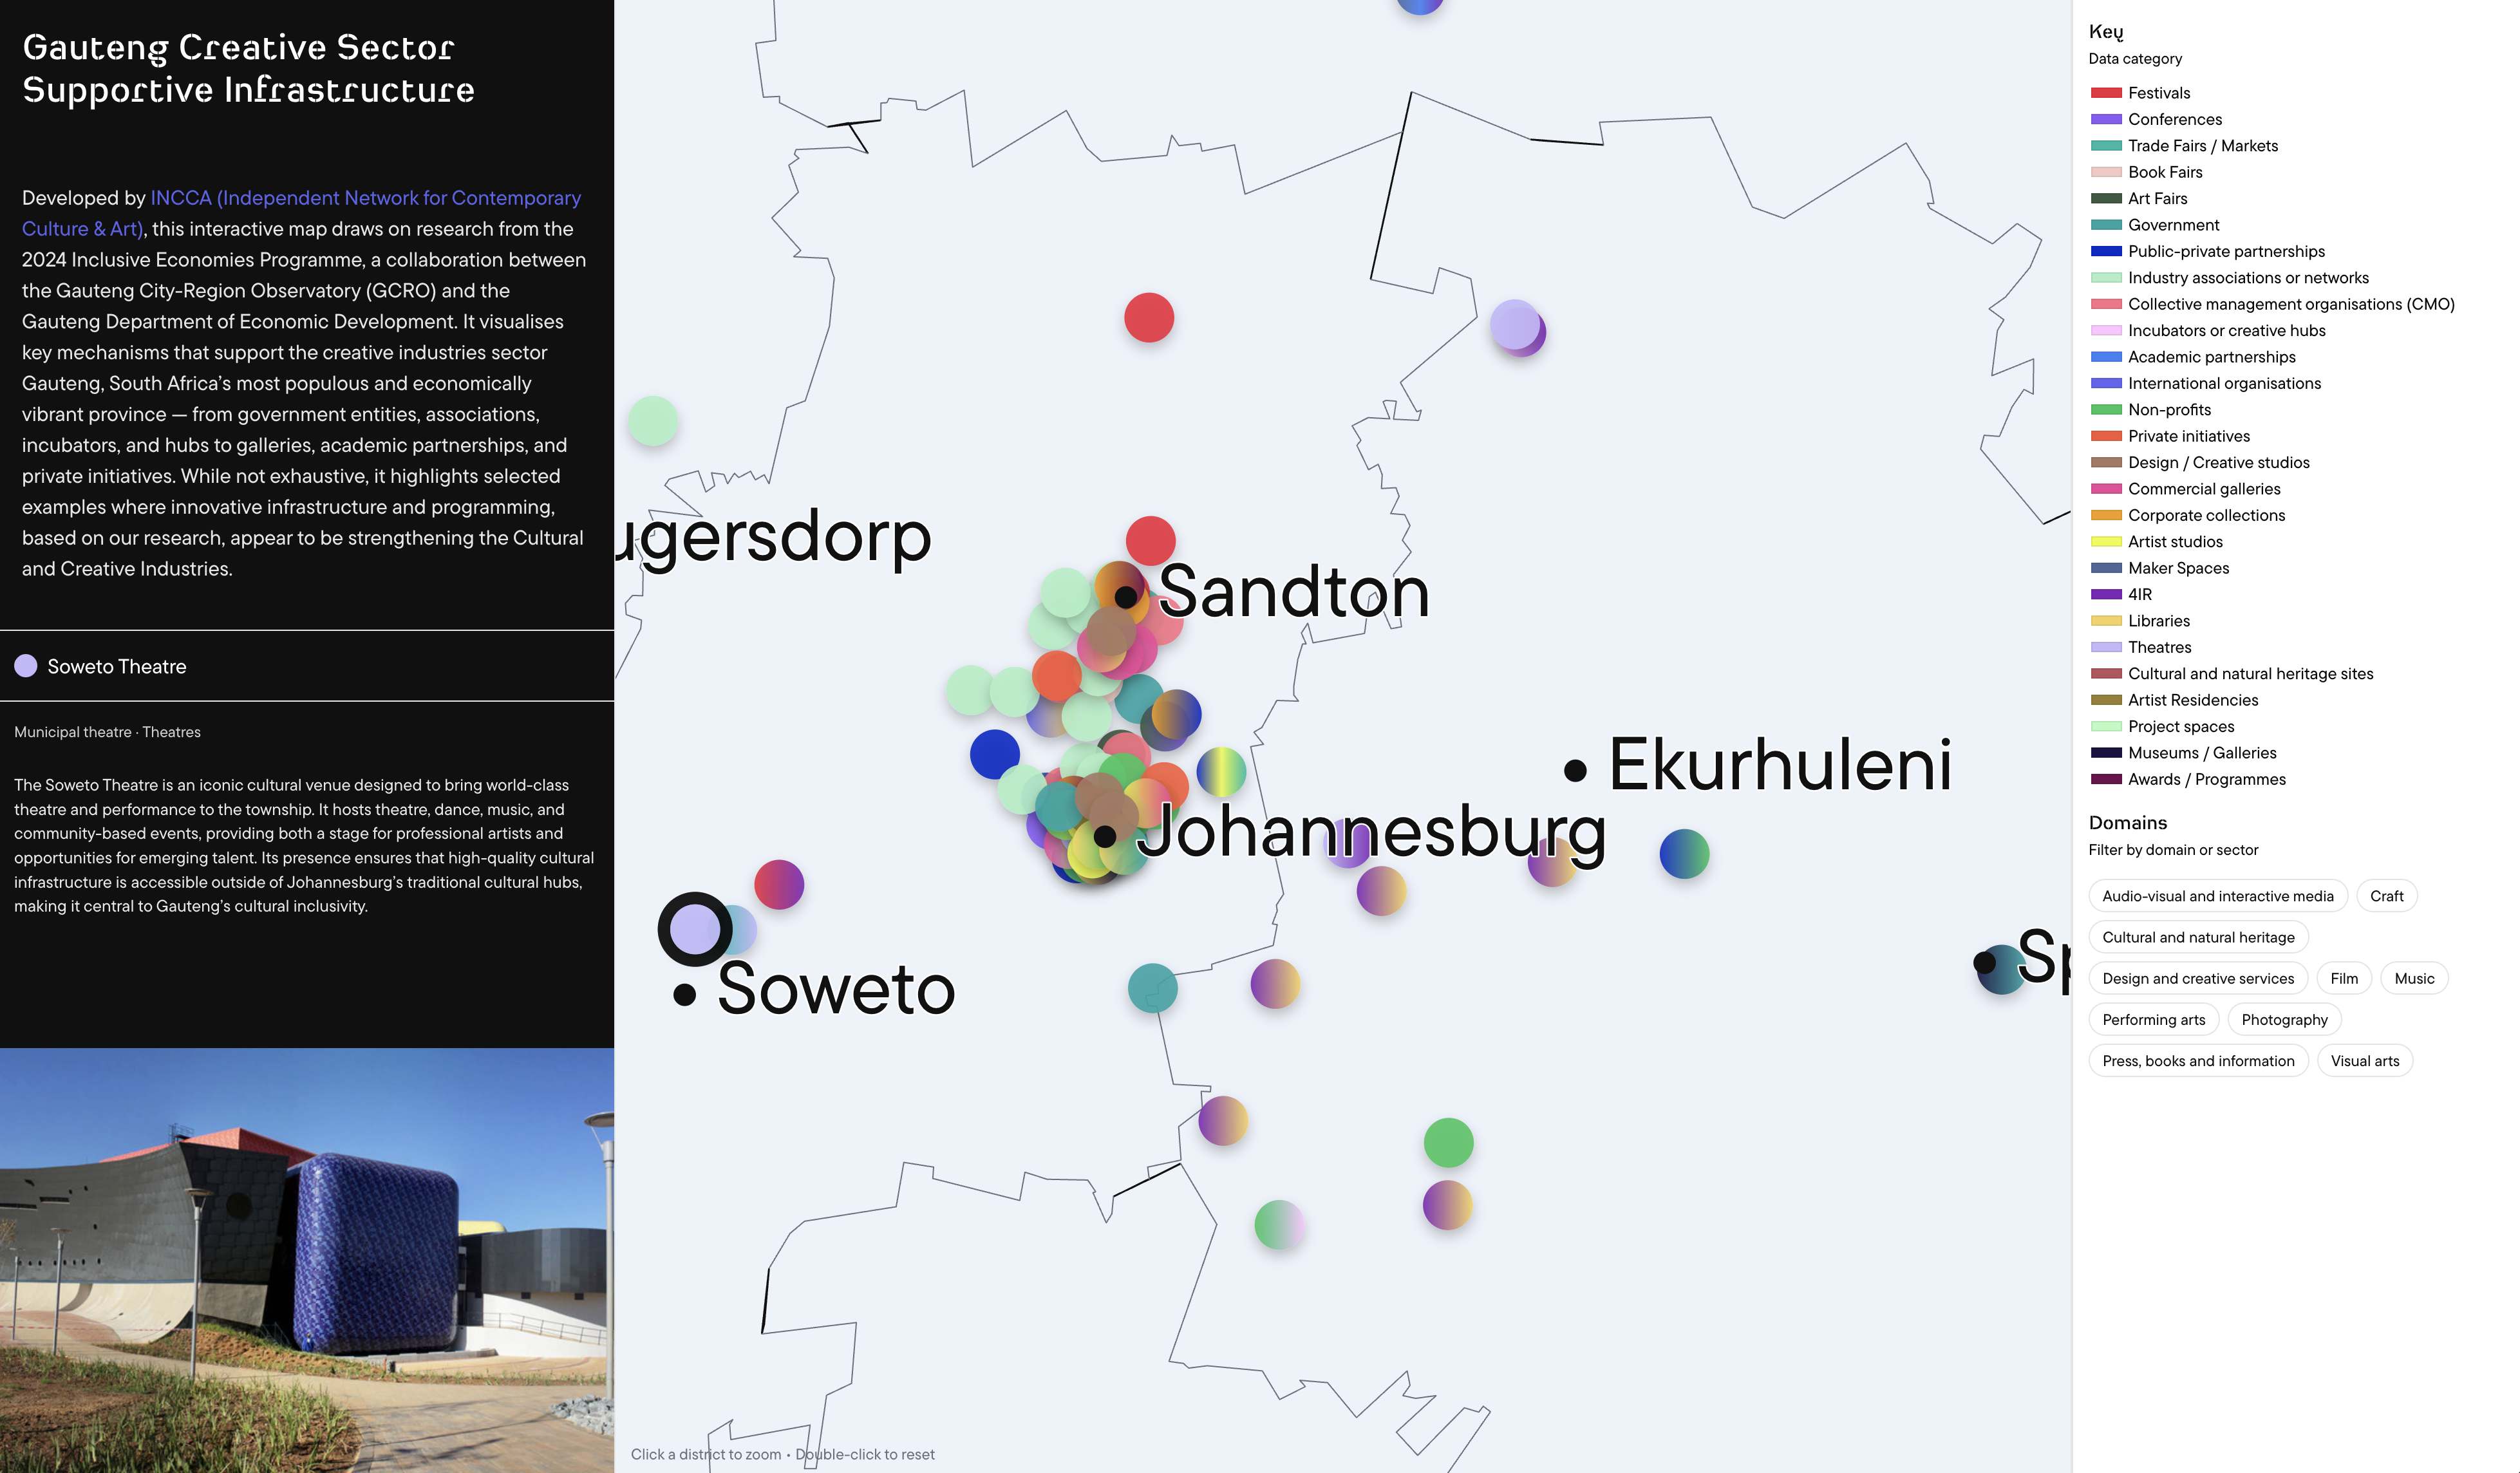 Gauteng Creative Sector
Supportive Infrastructure
Developed by INCCA (Independent Network for Contemporary
Culture & Art), this interactive map draws on research from the
2024 Inclusive Economies Programme, a collaboration between
the Gauteng City-Region Observatory (GCRO) and the
Gauteng Department of Economic Development. It visualises
key mechanisms that support the creative industries sector
Gauteng, South Africa’s most populous and economically
vibrant province — from government entities, associations,
incubators, and hubs to galleries, academic partnerships, and
private initiatives. While not exhaustive, it highlights selected
examples where innovative infrastructure and programming,
based on our research, appear to be strengthening the Cultural
and Creative Industries.
Soweto Theatre
Municipal theatre · Theatres
The Soweto Theatre is an iconic cultural venue designed to bring world-class
theatre and performance to the township. It hosts theatre, dance, music, and
community-based events, providing both a stage for professional artists and
opportunities for emerging talent. Its presence ensures that high-quality cultural
infrastructure is accessible outside of Johannesburg’s traditional cultural hubs,
making it central to Gauteng’s cultural inclusivity.
ugersdorp
Sandton
Ekurhuleni
Johannesburg
Soweto
Sp
Click a district to zoom • Double-click to reset
Key
Data category
Festivals
Conferences
Trade Fairs / Markets
Book Fairs
Art Fairs
Government
Public-private partnerships
Industry associations or networks
Collective management organisations (CMO)
Incubators or creative hubs
Academic partnerships
International organisations
Non-profits
Private initiatives
Design / Creative studios
Commercial galleries
Corporate collections
Artist studios
Maker Spaces
4IR
Libraries
Theatres
Cultural and natural heritage sites
Artist Residencies
Project spaces
Museums / Galleries
Awards / Programmes
Domains
Filter by domain or sector
Audio-visual and interactive media Craft
Cultural and natural heritage
Design and creative services Film Music
Performing arts Photography
Press, books and information Visual arts